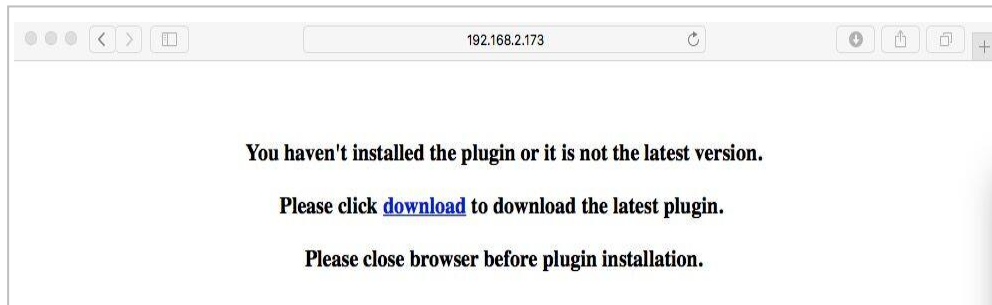 192.168.2.173
You haven't installed the plugin or it is not the latest version.
Please click download to download the latest plugin.
Please close browser before plugin installation.